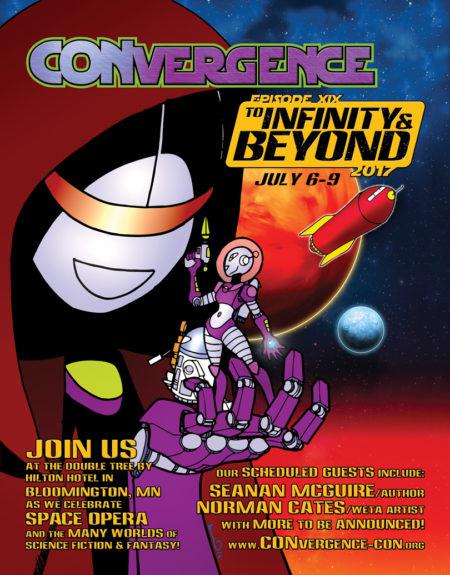 CONVERGENCE
EPISODE XIX
TO INFINITY &
BEYOND
2017
JULY 6-9
JOIN US
AT THE DOUBLE TREE BY
HILTON HOTEL IN
BLOOMINGTON, MN
AS WE CELEBRATE
SPACE OPERA
AND THE MANY WORLDS OF
SCIENCE FICTION & FANTASY!
OUR SCHEDULED GUESTS INCLUDE:
SEANAN MCGUIRE/AUTHOR
NORMAN CATES/WETA ARTIST
WITH MORE TO BE ANNOUNCED!
WWW.CONVERGENCE-CON.ORG